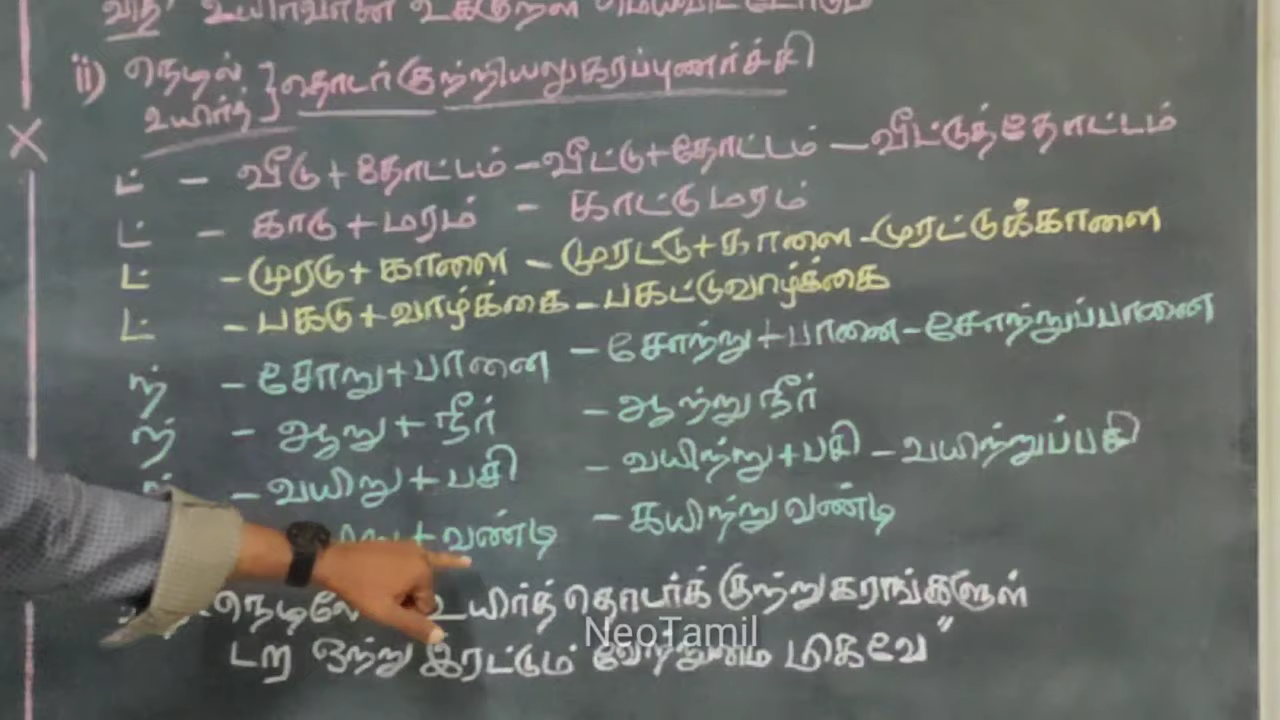 ii) நெடில்
உயிர்த் } தொடர்குற்றியலுகரப்புணர்ச்சி
ட் – வீடு + தோட்டம் – வீட்டு + தோட்டம் – வீட்டுத்தோட்டம்
ட் – காடு + மரம் – காட்டுமரம்
ட் – முரடு + காளை – முரட்டு + காளை – முரட்டுக்காளை
ட் – பகடு + வாழ்க்கை – பகட்டுவாழ்க்கை
ற் – சோறு + பானை – சோற்று + பானை – சோற்றுப்பானை
ற் – ஆறு + நீர் – ஆற்றுநீர்
ற் – வயிறு + பசி – வயிற்று + பசி – வயிற்றுப்பசி
+ வண்டி – கயிற்றுவண்டி
உயிர்த்தொடர்க் குற்றுகரங்களுள்
டற ஒற்று இரட்டும் வேற்றுமை மிகவே"
NeoTamil